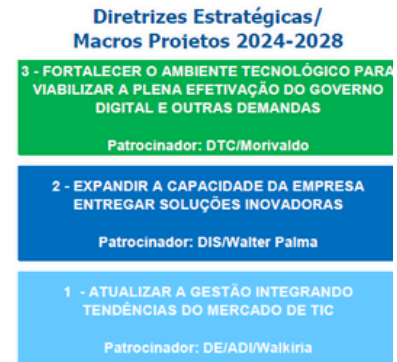 Diretrizes Estratégicas/
Macros Projetos 2024-2028
3 - FORTALECER O AMBIENTE TECNOLÓGICO PARA
VIABILIZAR A PLENA EFETIVAÇÃO DO GOVERNO
DIGITAL E OUTRAS DEMANDAS
Patrocinador: DTC/Morivaldo
2 - EXPANDIR A CAPACIDADE DA EMPRESA
ENTREGAR SOLUÇÕES INOVADORAS
Patrocinador: DIS/Walter Palma
1 - ATUALIZAR A GESTÃO INTEGRANDO
TENDÊNCIAS DO MERCADO DE TIC
Patrocinador: DE/ADI/Walkíria